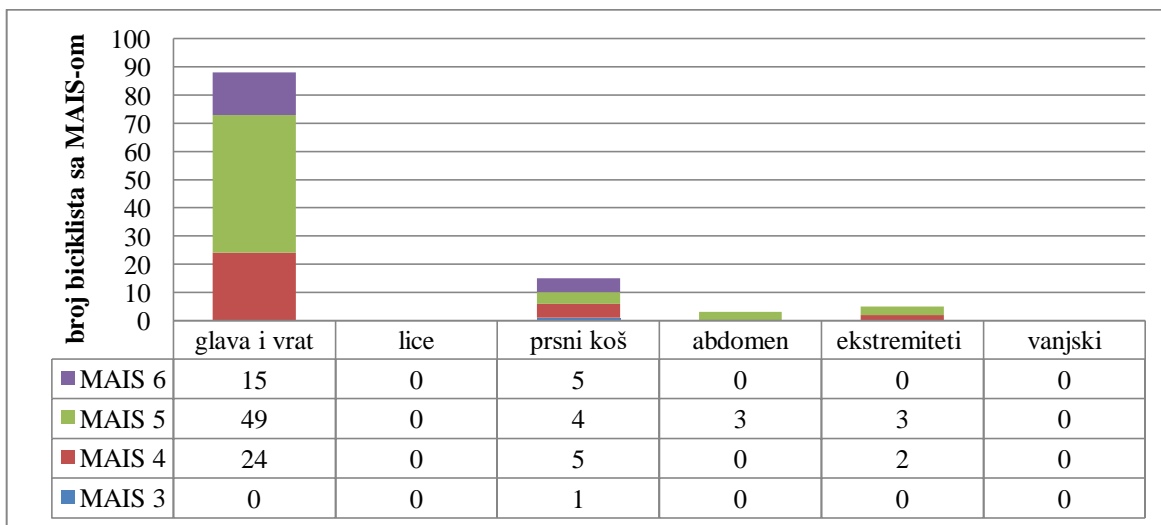 broj biciklista sa MAIS-om
100
90
80
70
60
50
40
30
20
10
0
glava i vrat lice prsni koš abdomen ekstremiteti vanjski
MAIS 6 15 0 5 0 0 0
MAIS 5 49 0 4 3 3 0
MAIS 4 24 0 5 0 2 0
MAIS 3 0 0 1 0 0 0